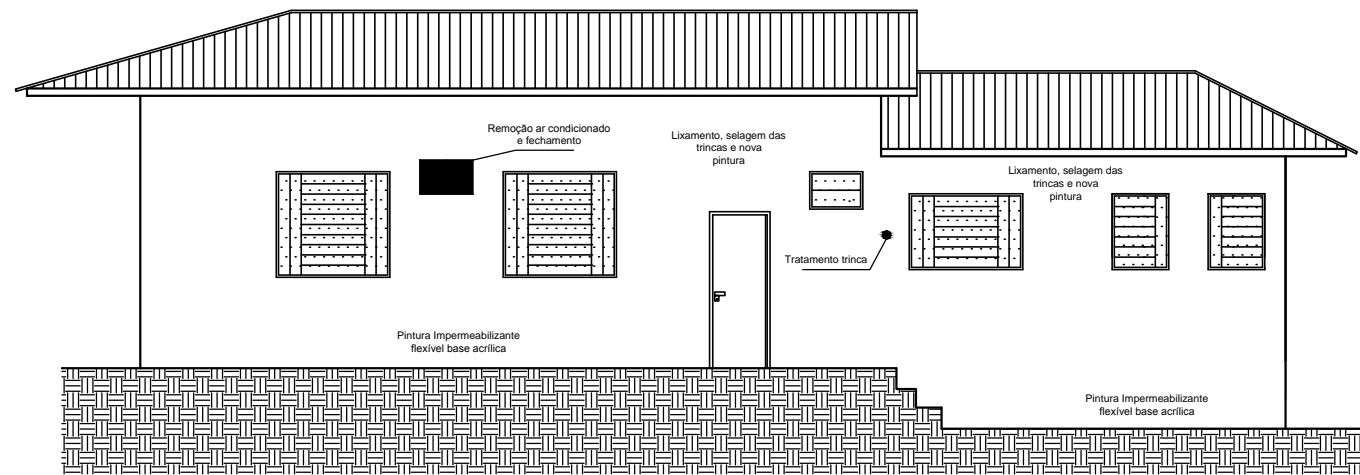 Remoção ar condicionado
e fechamento
Lixamento, selagem das
trincas e nova
pintura
Lixamento, selagem das
trincas e nova
pintura
Tratamento trinca
Pintura Impermeabilizante
flexível base acrílica
Pintura Impermeabilizante
flexível base acrílica